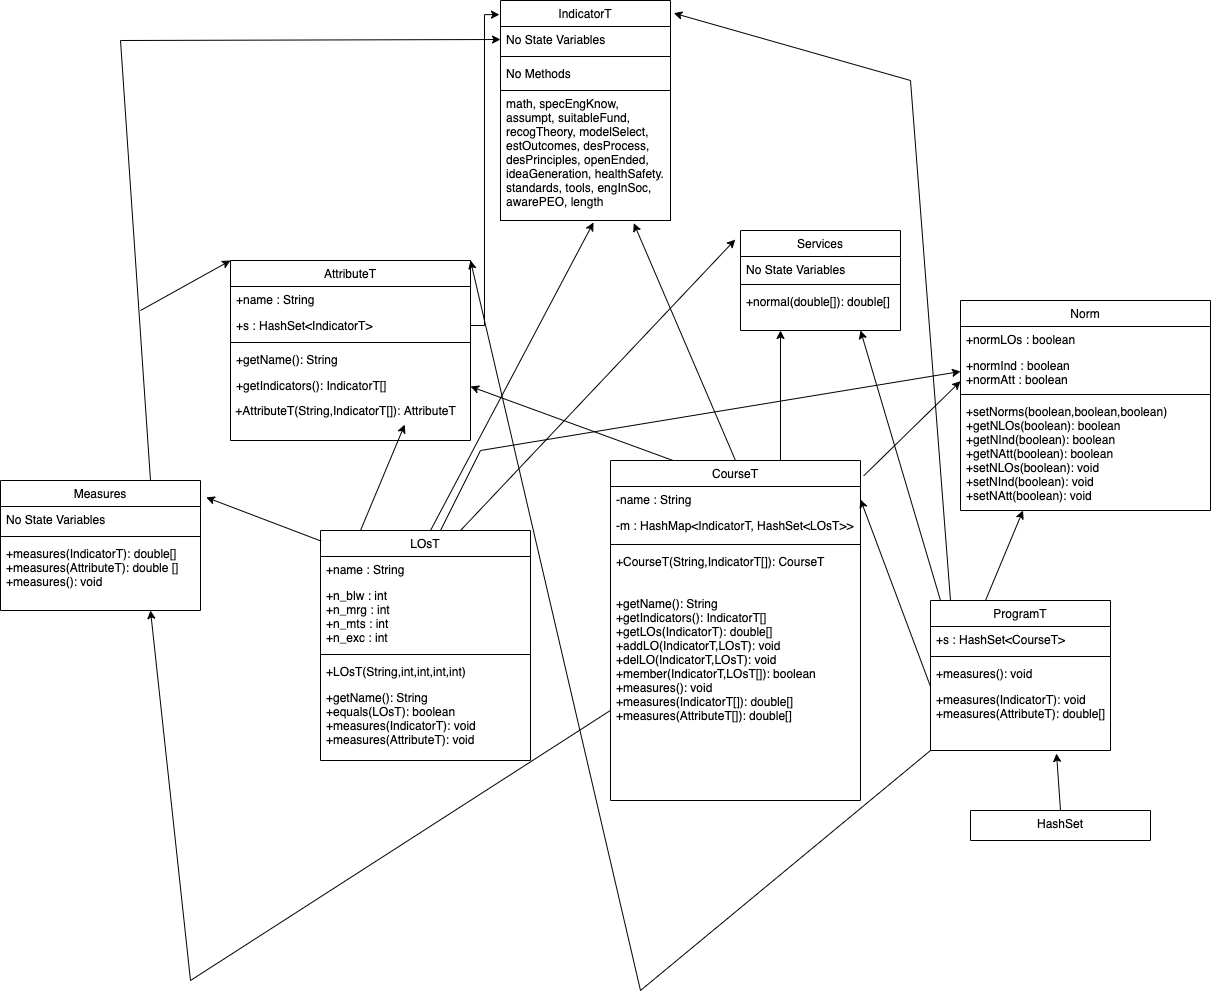 IndicatorT
No State Variables
No Methods
math, specEngKnow,
assumpt, suitableFund,
recogTheory, modelSelect,
estOutcomes, desProcess,
desPrinciples, openEnded,
ideaGeneration, healthSafety.
standards, tools, engInSoc,
awarePEO, length
Services
No State Variables
+normal(double[]): double[]
AttributeT
+name : String
+s : HashSet<IndicatorT>
+getName(): String
+getIndicators(): IndicatorT[]
+AttributeT(String,IndicatorT[]): AttributeT
Norm
+normLOs : boolean
+normInd : boolean
+normAtt : boolean
+setNorms(boolean,boolean,boolean)
+getNLOs(boolean): boolean
+getNInd(boolean): boolean
+getNAtt(boolean): boolean
+setNLOs(boolean): void
+setNInd(boolean): void
+setNAtt(boolean): void
Measures
No State Variables
+measures(IndicatorT): double[]
+measures(AttributeT): double []
+measures(): void
LOsT
+name : String
+n_blw : int
+n_mrg : int
+n_mts : int
+n_exc : int
+LOsT(String,int,int,int,int)
+getName(): String
+equals(LOsT): boolean
+measures(IndicatorT): void
+measures(AttributeT): void
CourseT
-name : String
-m : HashMap<IndicatorT, HashSet<LOsT>>
+CourseT(String,IndicatorT[]): CourseT
+getName(): String
+getIndicators(): IndicatorT[]
+getLOs(IndicatorT): double[]
+addLO(IndicatorT,LOsT): void
+delLO(IndicatorT,LOsT): void
+member(IndicatorT,LOsT[]): boolean
+measures(): void
+measures(IndicatorT[]): double[]
+measures(AttributeT[]): double[]
ProgramT
+s : HashSet<CourseT>
+measures(): void
+measures(IndicatorT): void
+measures(AttributeT): double[]
HashSet